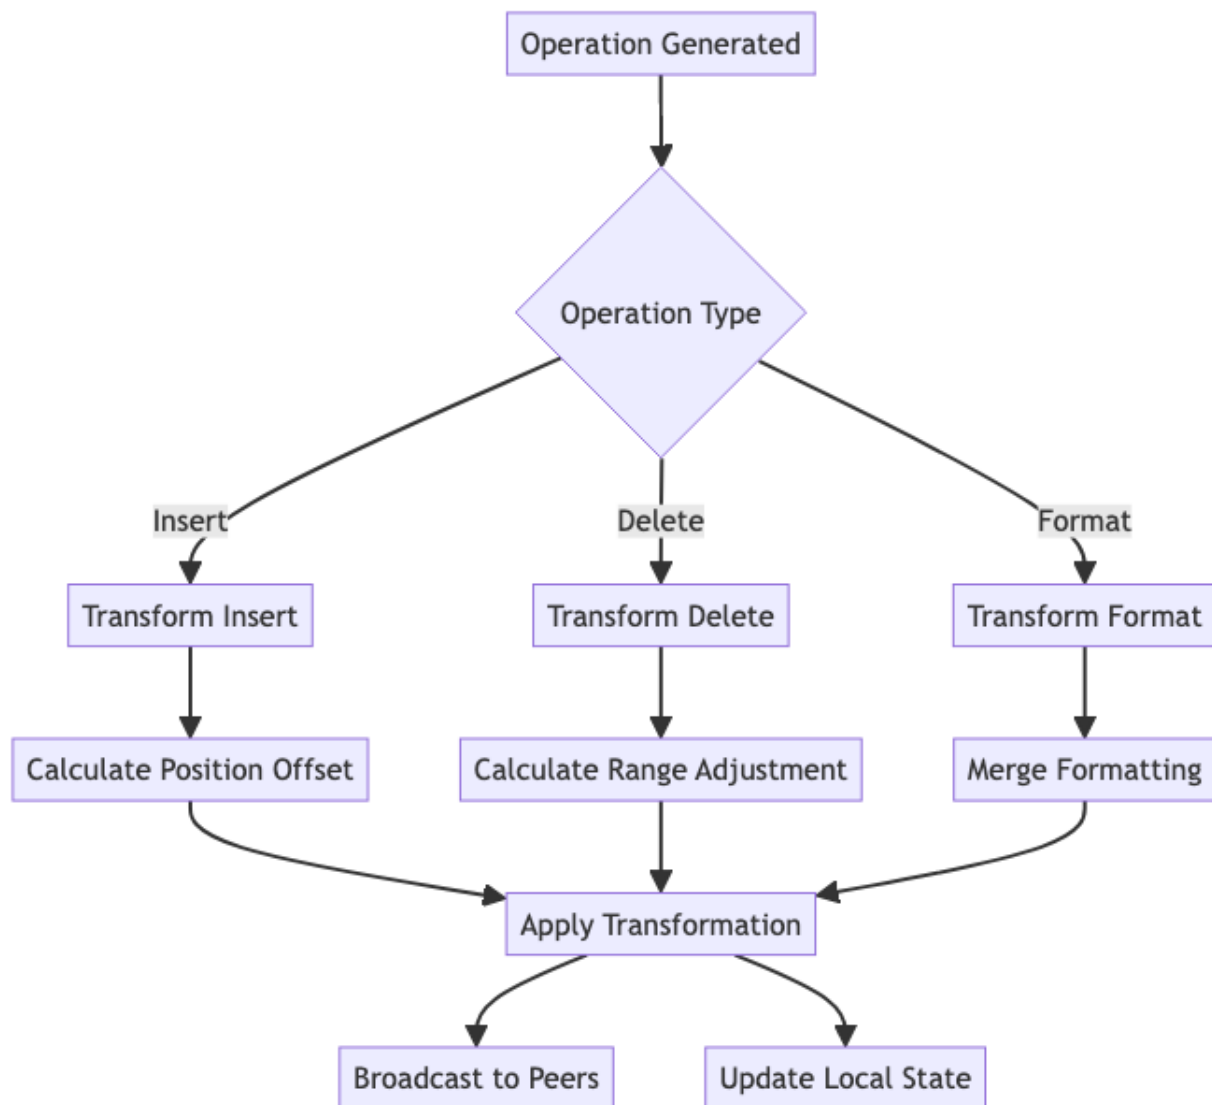 Operation Generated
Operation Type
Insert
Delete
Format
Transform Insert
Transform Delete
Transform Format
Calculate Position Offset
Calculate Range Adjustment
Merge Formatting
Apply Transformation
Broadcast to Peers
Update Local State